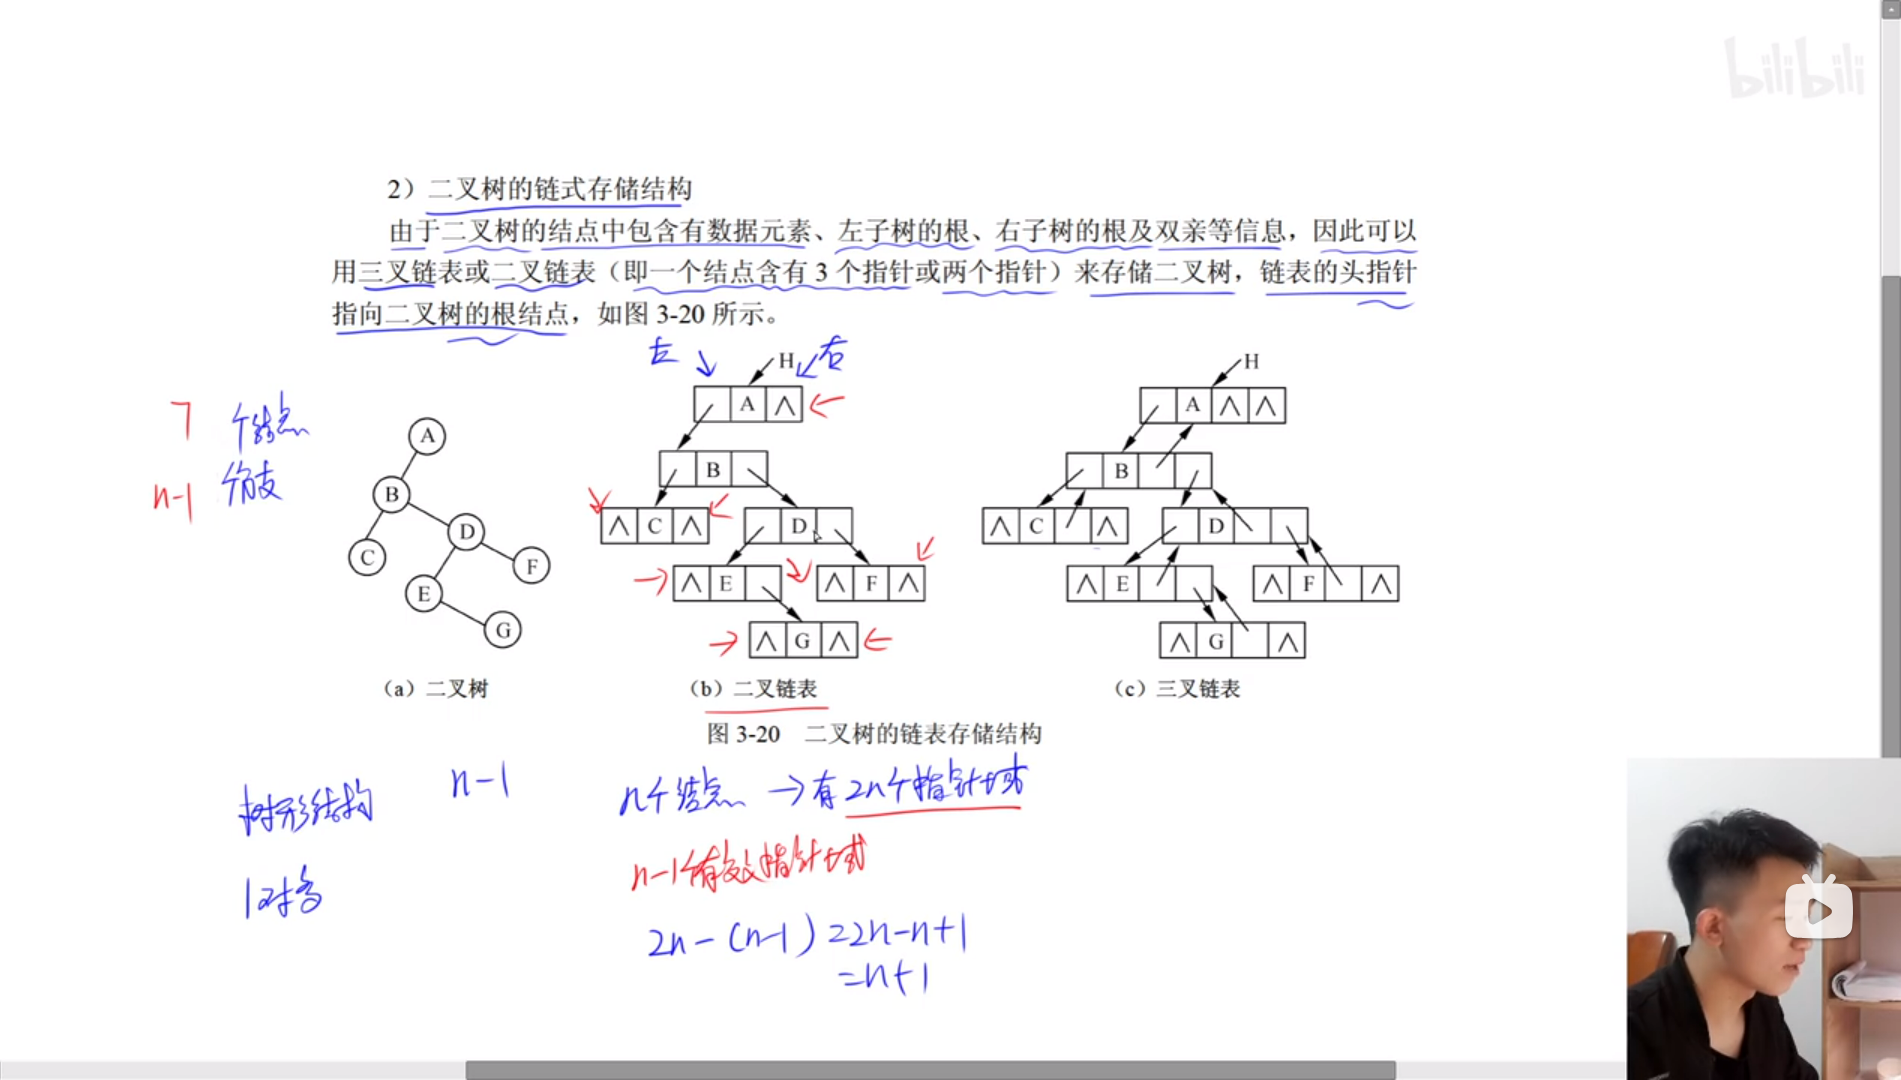 bilibili
2）二叉树的链式存储结构
由于二叉树的结点中包含有数据元素、左子树的根、右子树的根及双亲等信息，因此可以
用三叉链表或二叉链表（即一个结点含有 3 个指针或两个指针）来存储二叉树，链表的头指针
指向二叉树的根结点，如图 3-20 所示。
左 H 右 H
∧ A
A ∧ ∧
7 个结点
A
B
B
n-1 个分支
B
∧ C ∧ D
∧ C ∧ D
C D F
∧ E ∧ F ∧
∧ E ∧ F ∧
E G
∧ G ∧
∧ G ∧
（a）二叉树 （b）二叉链表 （c）三叉链表
图 3-20 二叉树的链表存储结构
树形结构 n-1 n个结点 → 有2n个指针域
n-1个有效指针域
1对多
2n-(n-1)=2n-n+1
=n+1